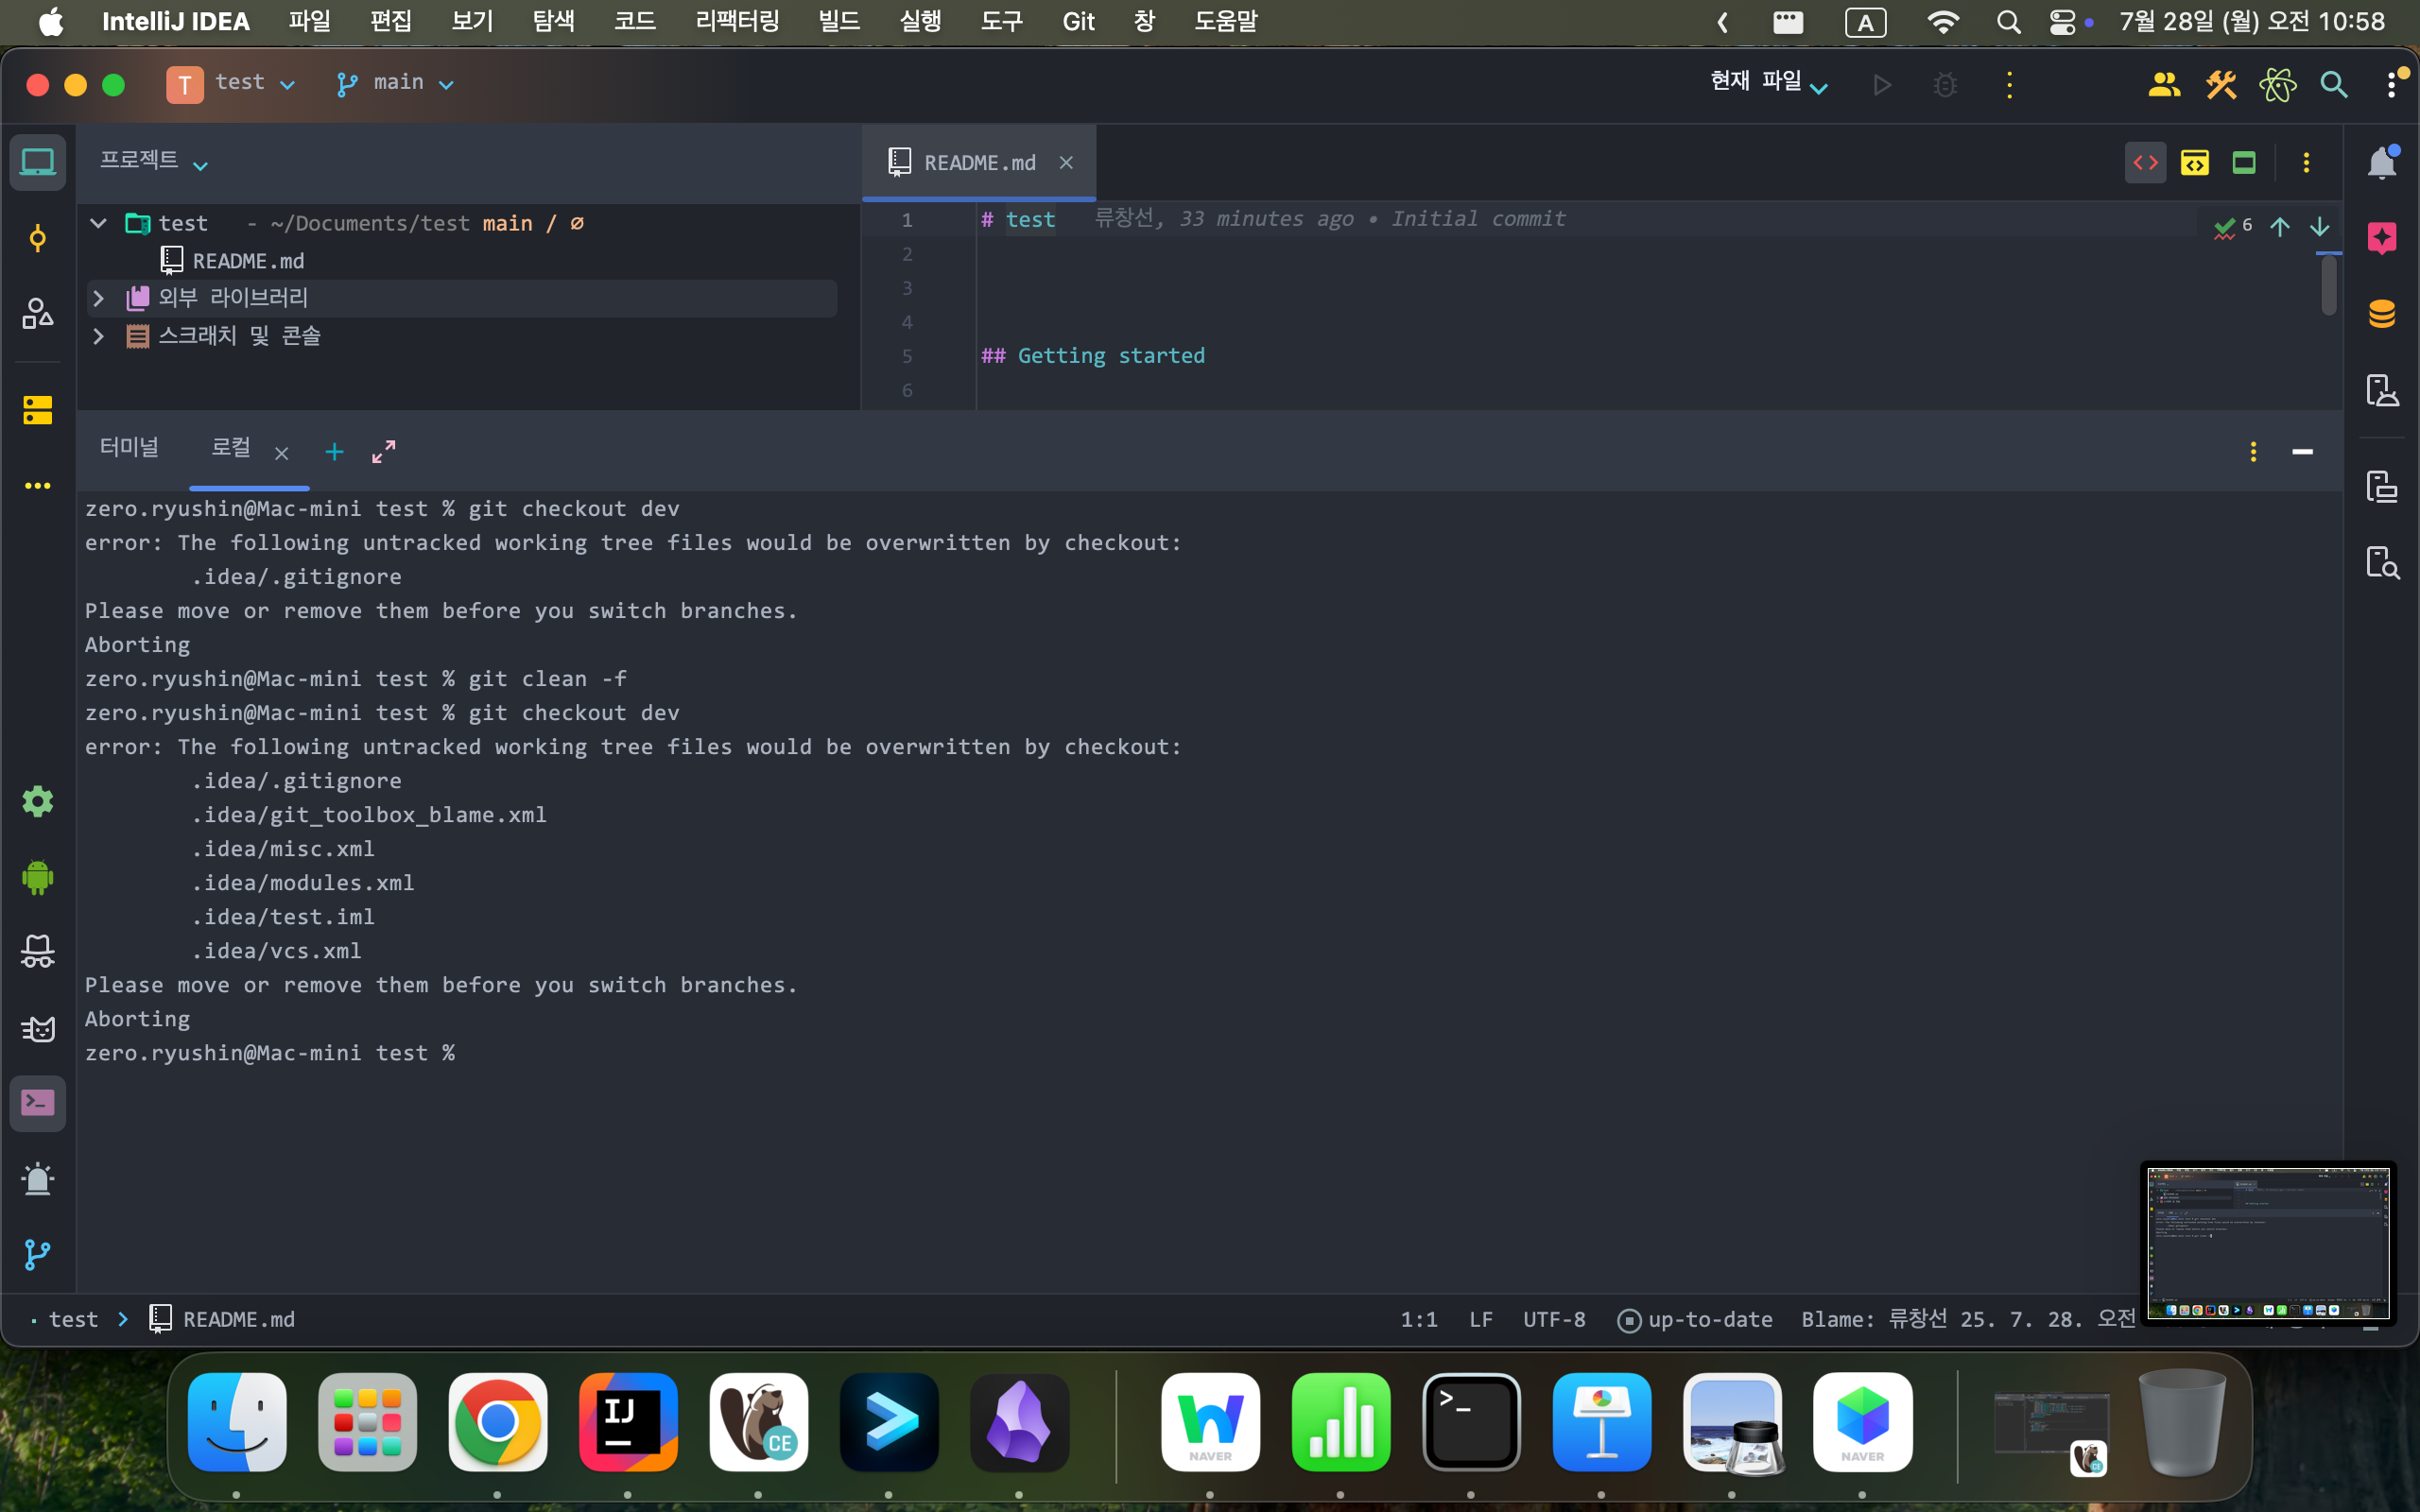 IntelliJ IDEA 파일 편집 보기 탐색 코드 리팩터링 빌드 실행 도구 Git 창 도움말 A 7월 28일 (월) 오전 10:58
T test main 현재 파일
프로젝트 README.md
test - ~/Documents/test main / ∅
README.md
외부 라이브러리
스크래치 및 콘솔
1 # test 류창선, 33 minutes ago • Initial commit 6
2
3
4
5 ## Getting started
6
터미널 로컬
zero.ryushin@Mac-mini test % git checkout dev
error: The following untracked working tree files would be overwritten by checkout:
.idea/.gitignore
Please move or remove them before you switch branches.
Aborting
zero.ryushin@Mac-mini test % git clean -f
zero.ryushin@Mac-mini test % git checkout dev
error: The following untracked working tree files would be overwritten by checkout:
.idea/.gitignore
.idea/git_toolbox_blame.xml
.idea/misc.xml
.idea/modules.xml
.idea/test.iml
.idea/vcs.xml
Please move or remove them before you switch branches.
Aborting
zero.ryushin@Mac-mini test %
test > README.md 1:1 LF UTF-8 up-to-date Blame: 류창선 25. 7. 28. 오전
IJ CE W NAVER >_ NAVER CE